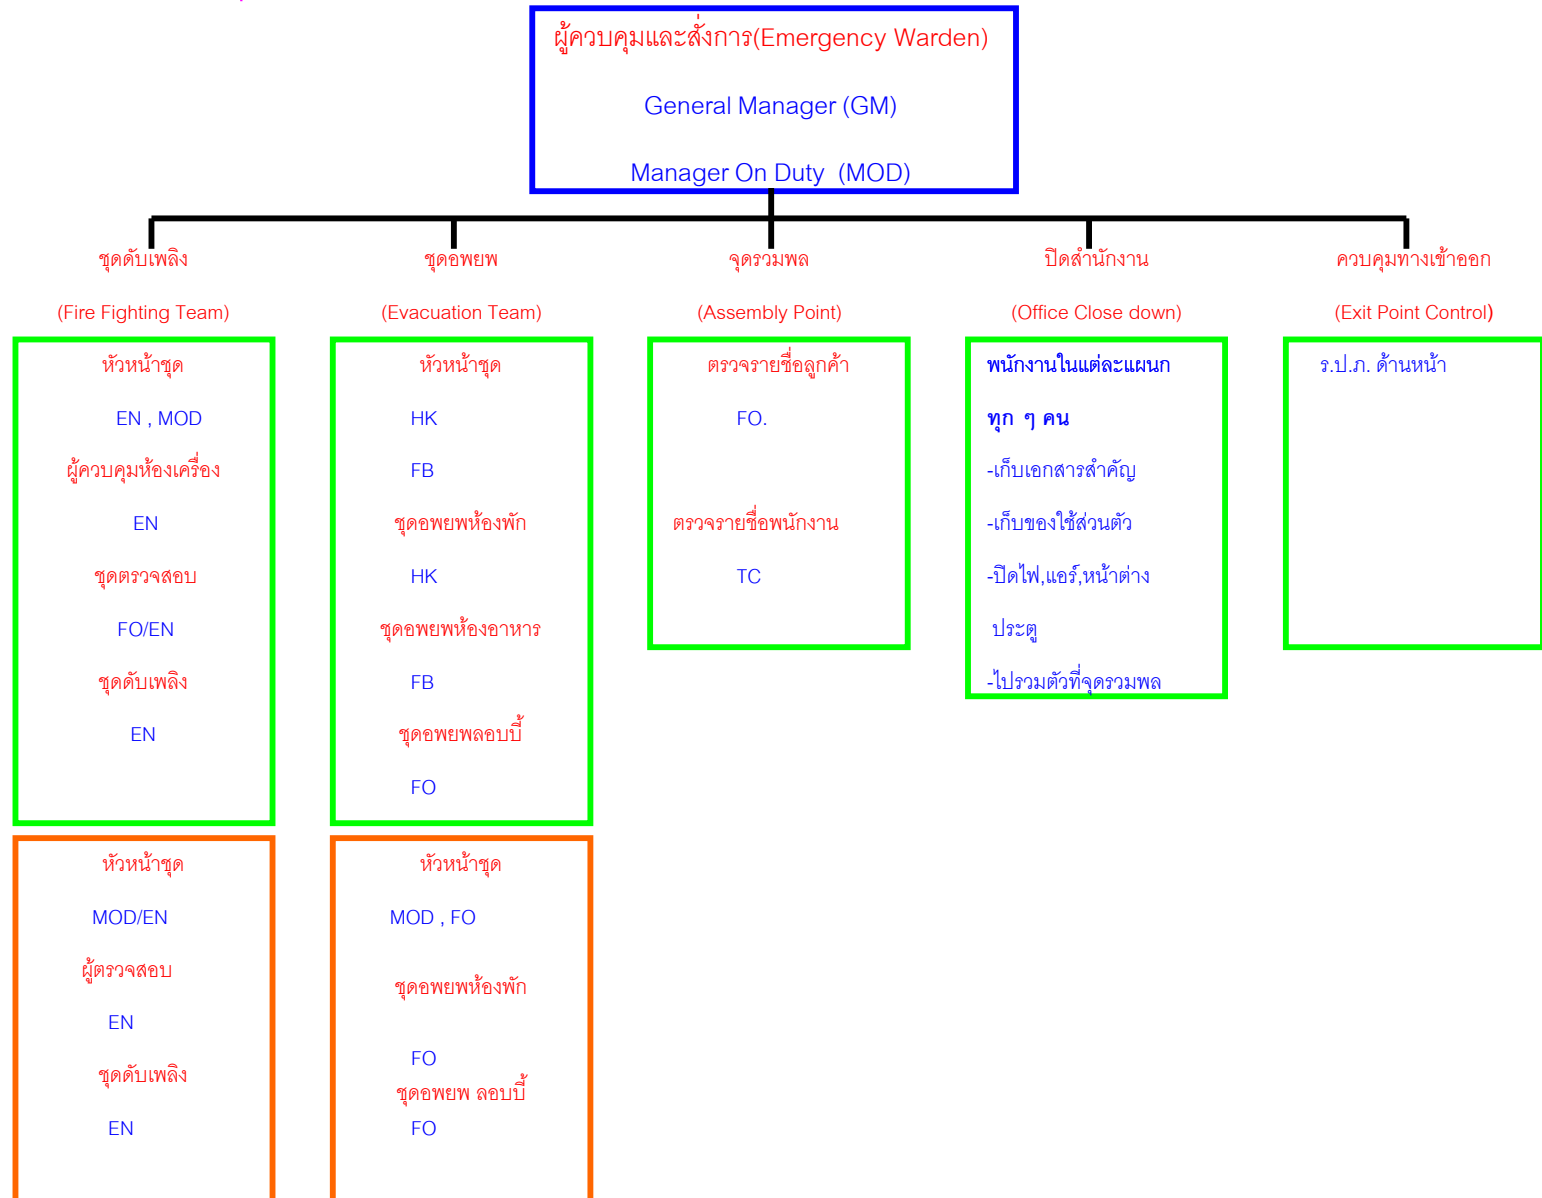 ผู้ควบคุมและสั่งการ(Emergency Warden)
General Manager (GM)
Manager On Duty  (MOD)
ชุดดับเพลิง
(Fire Fighting Team)
หัวหน้าชุด
EN , MOD
ผู้ควบคุมห้องเครื่อง
EN
ชุดตรวจสอบ
FO/EN
ชุดดับเพลิง
EN
หัวหน้าชุด
MOD/EN
ผู้ตรวจสอบ
EN
ชุดดับเพลิง
EN
ชุดอพยพ
(Evacuation Team)
หัวหน้าชุด
HK
FB
ชุดอพยพห้องพัก
HK
ชุดอพยพห้องอาหาร
FB
ชุดอพยพลอบบี้
FO
หัวหน้าชุด
MOD , FO
ชุดอพยพห้องพัก
FO
ชุดอพยพ ลอบบี้
FO
จุดรวมพล
(Assembly Point)
ตรวจรายชื่อลูกค้า
FO.
ตรวจรายชื่อพนักงาน
TC
ปิดสำนักงาน
(Office Close down)
พนักงานในแต่ละแผนก
ทุก ๆ คน
-เก็บเอกสารสำคัญ
-เก็บของใช้ส่วนตัว
-ปิดไฟ,แอร์,หน้าต่าง
ประตู
-ไปรวมตัวที่จุดรวมพล
ควบคุมทางเข้าออก
(Exit Point Control)
ร.ป.ภ. ด้านหน้า